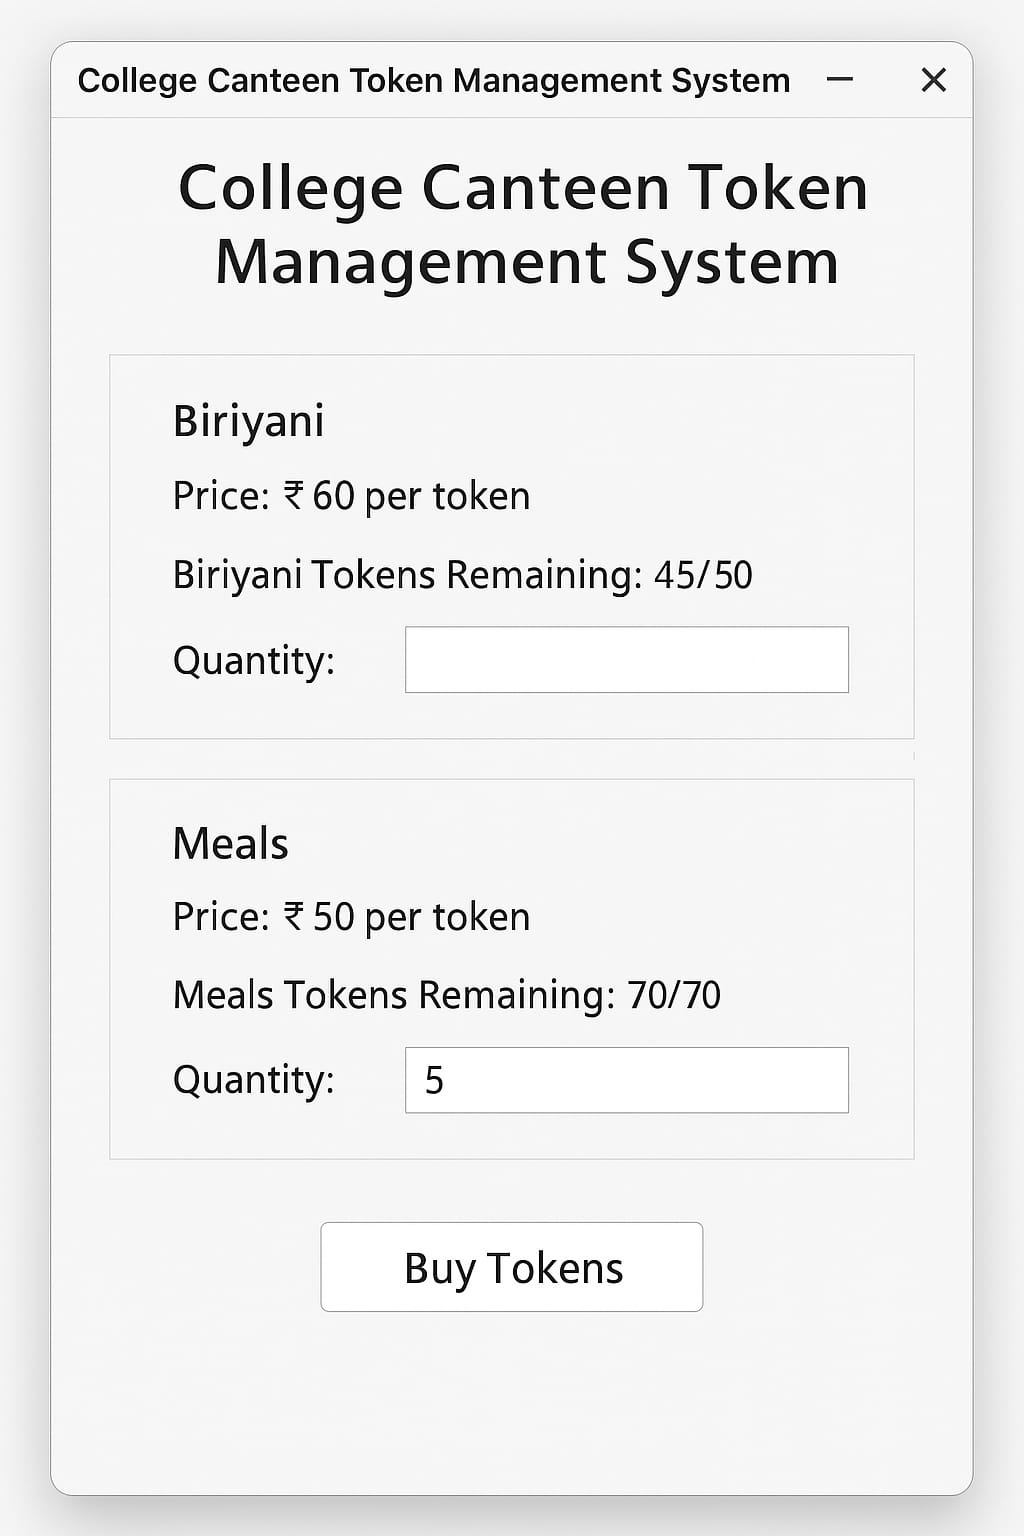 College Canteen Token Management System
College Canteen Token
Management System
Biriyani
Price: ₹ 60 per token
Biriyani Tokens Remaining: 45/50
Quantity:
Meals
Price: ₹ 50 per token
Meals Tokens Remaining: 70/70
Quantity: 5
Buy Tokens